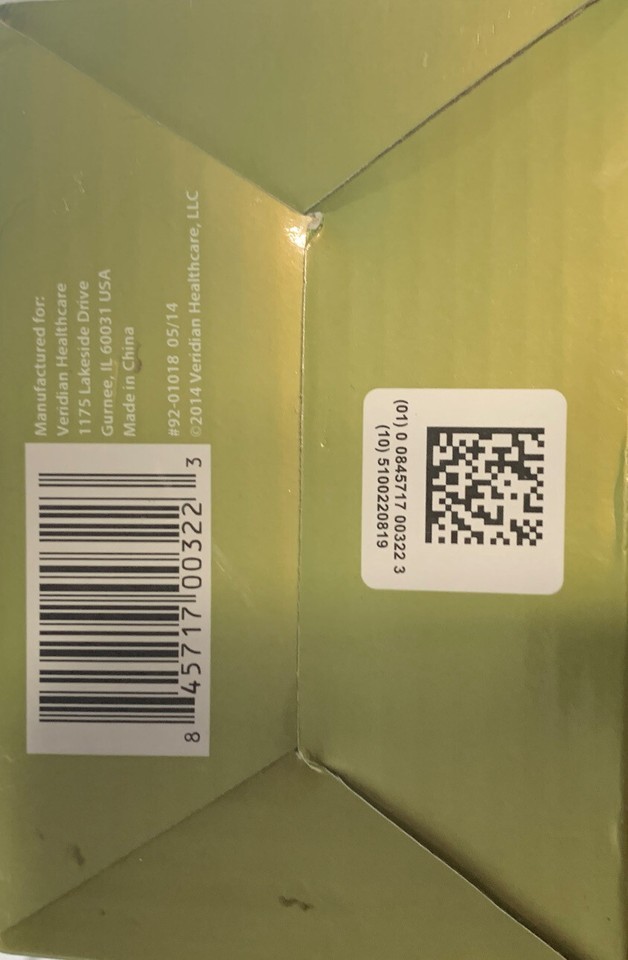 Manufactured for:
Veridian Healthcare
1175 Lakeside Drive
Gurnee, IL 60031 USA
Made in China
#92-01018 05/14
©2014 Veridian Healthcare, LLC
8 45717 00322 3
(01) 0 0845717 00322 3
(10) 5100220819